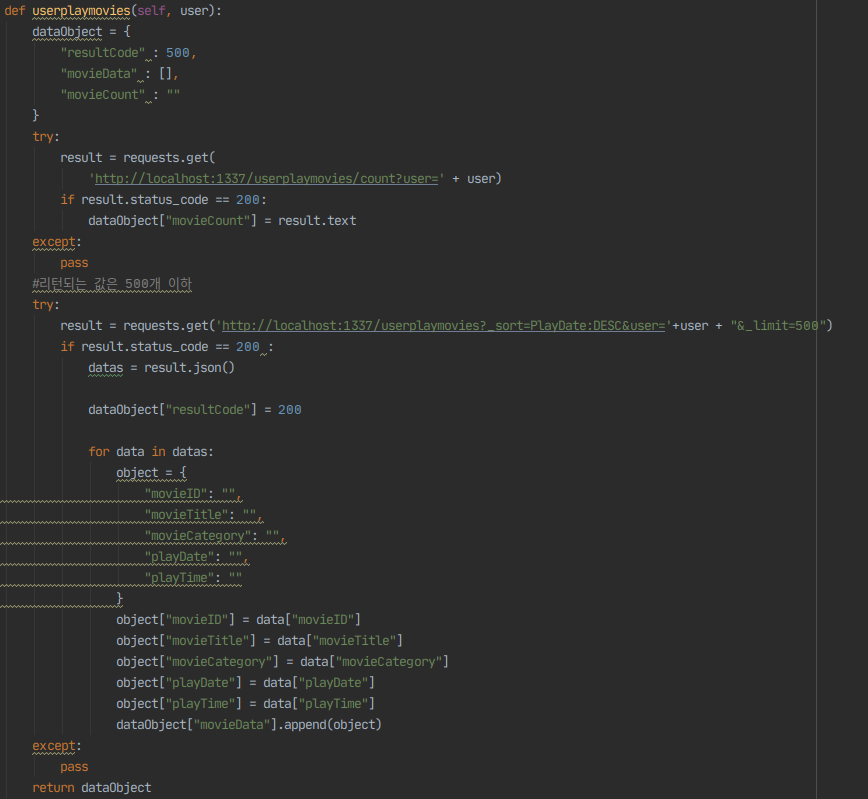 def userplaymovies(self, user):
    dataObject = {
        "resultCode" : 500,
        "movieData" : [],
        "movieCount" : ""
    }
    try:
        result = requests.get(
            'http://localhost:1337/userplaymovies/count?user=' + user)
        if result.status_code == 200:
            dataObject["movieCount"] = result.text
    except:
        pass
    #리턴되는 값은 500개 이하
    try:
        result = requests.get('http://localhost:1337/userplaymovies?_sort=PlayDate:DESC&user='+user + "&_limit=500")
        if result.status_code == 200 :
            datas = result.json()

            dataObject["resultCode"] = 200

            for data in datas:
                object = {
                    "movieID": "",
                    "movieTitle": "",
                    "movieCategory": "",
                    "playDate": "",
                    "playTime": ""
                }
                object["movieID"] = data["movieID"]
                object["movieTitle"] = data["movieTitle"]
                object["movieCategory"] = data["movieCategory"]
                object["playDate"] = data["playDate"]
                object["playTime"] = data["playTime"]
                dataObject["movieData"].append(object)
    except:
        pass
    return dataObject